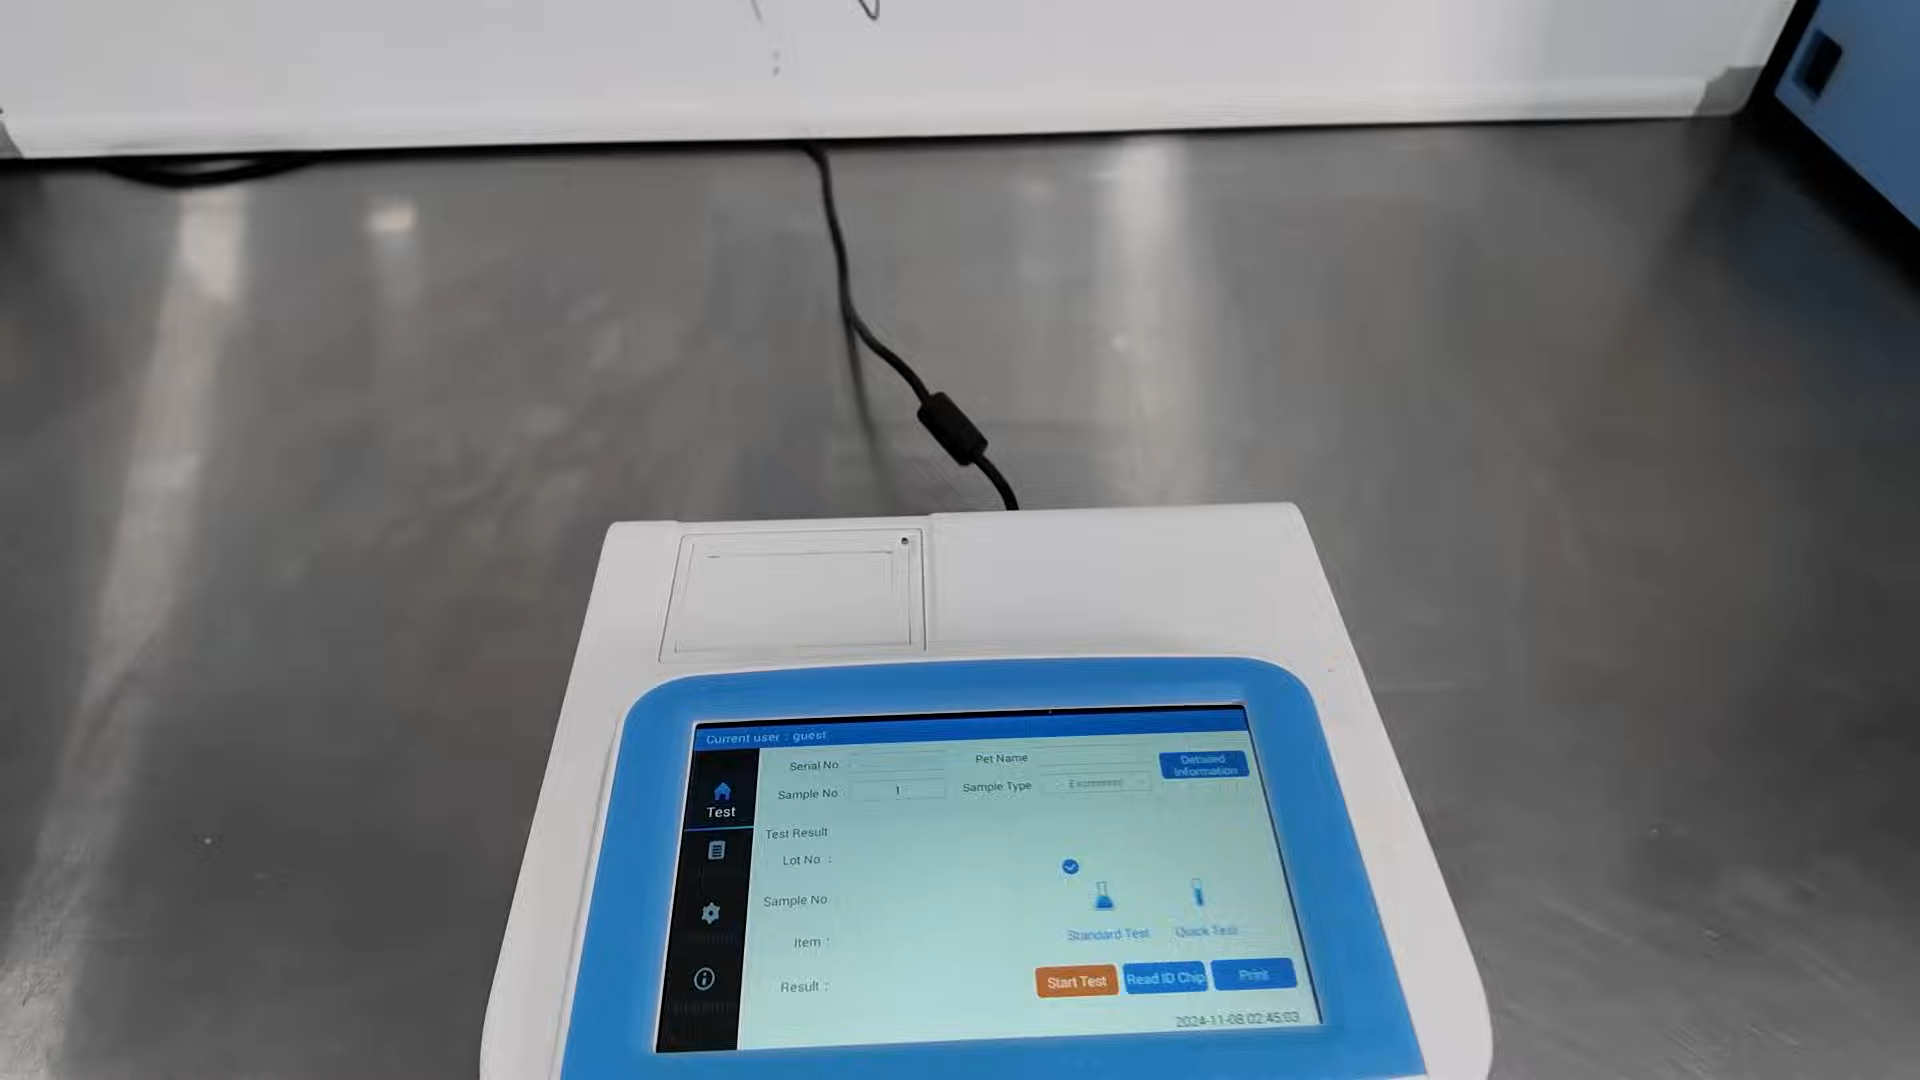 Current user : guest
Serial No
Pet Name
Detailed Information
Test
Sample No
1
Sample Type
Test Result
Lot No :
Sample No
Item :
Standard Test
Quick Test
Result :
Start Test
Read ID Chip
Print
2024-11-08 02:45:03